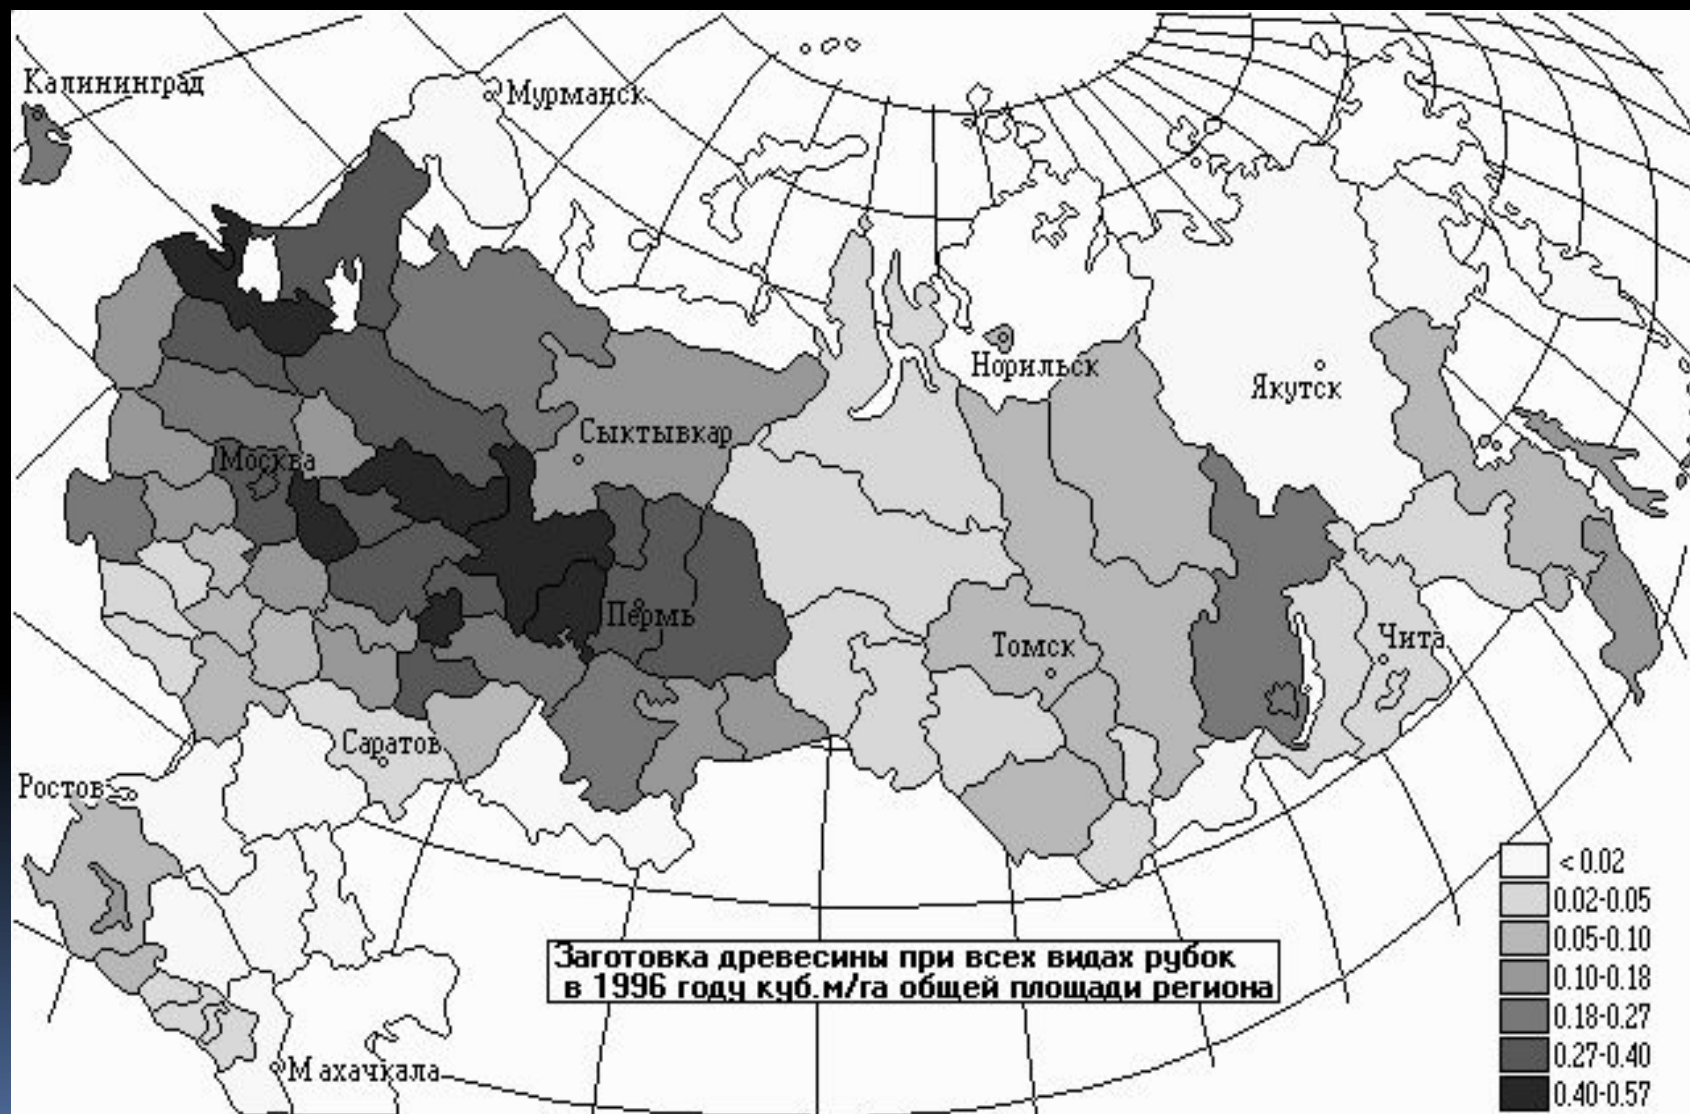 Калининград
Мурманск
Норильск
Якутск
Сыктывкар
Москва
Пермь
Томск
Чита
Саратов
Ростов
< 0.02
0.02-0.05
0.05-0.10
0.10-0.18
0.18-0.27
0.27-0.40
0.40-0.57
Заготовка древесины при всех видах рубок
в 1996 году куб.м/га общей площади региона
Махачкала